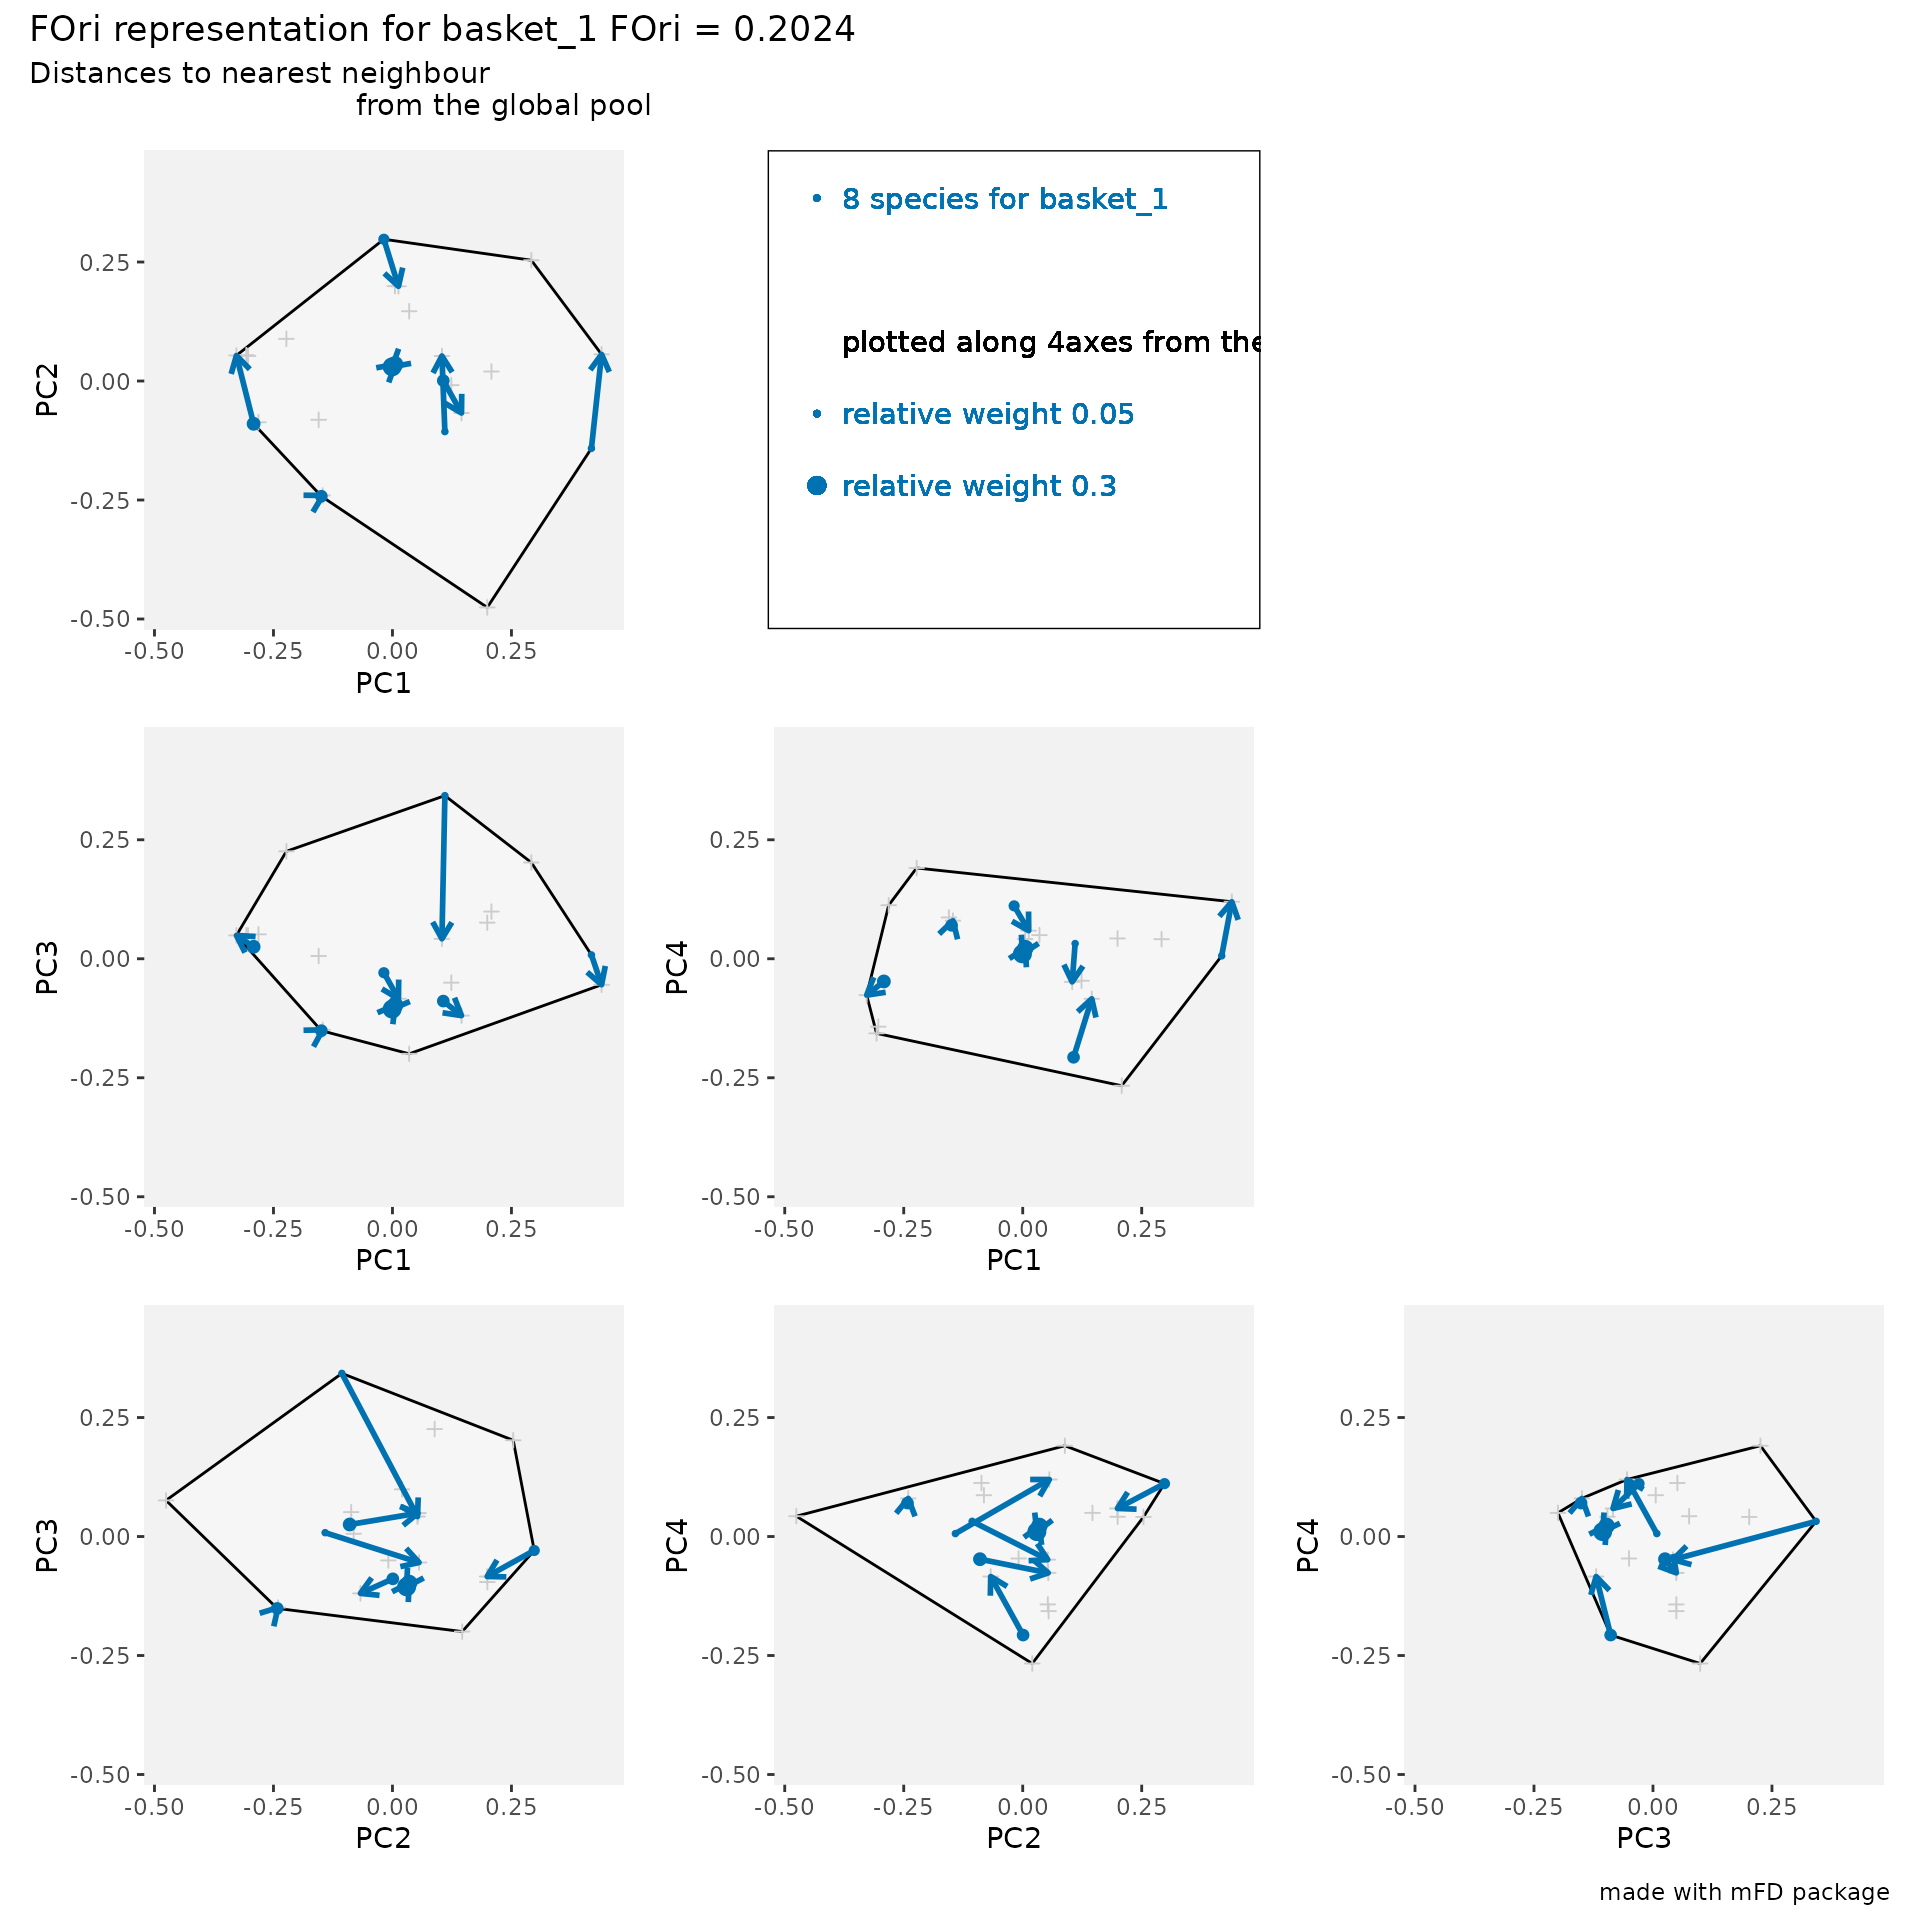 FOri representation for basket_1 FOri = 0.2024
Distances to nearest neighbour
from the global pool
8 species for basket_1
plotted along 4axes from the
relative weight 0.05
relative weight 0.3
0.25
0.00
-0.25
-0.50
PC2
-0.50 -0.25 0.00 0.25
PC1
0.25
0.00
-0.25
-0.50
PC3
-0.50 -0.25 0.00 0.25
PC1
0.25
0.00
-0.25
-0.50
PC4
-0.50 -0.25 0.00 0.25
PC1
0.25
0.00
-0.25
-0.50
PC3
-0.50 -0.25 0.00 0.25
PC2
0.25
0.00
-0.25
-0.50
PC4
-0.50 -0.25 0.00 0.25
PC2
0.25
0.00
-0.25
-0.50
PC4
-0.50 -0.25 0.00 0.25
PC3
made with mFD package